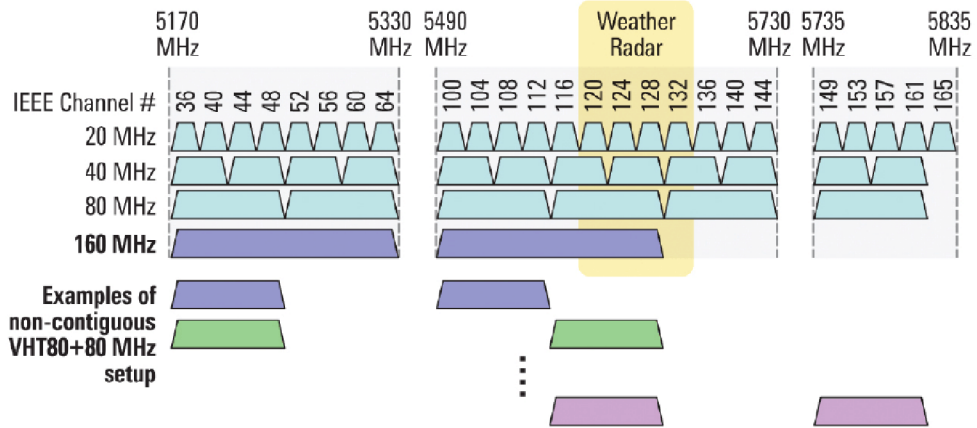 5170 MHz 5330 MHz 5490 MHz Weather Radar 5730 MHz 5735 MHz 5835 MHz
IEEE Channel # 36 40 44 48 52 56 60 64 100 104 108 112 116 120 124 128 132 136 140 144 149 153 157 161 165
20 MHz
40 MHz
80 MHz
160 MHz
Examples of
non-contiguous
VHT80+80 MHz
setup